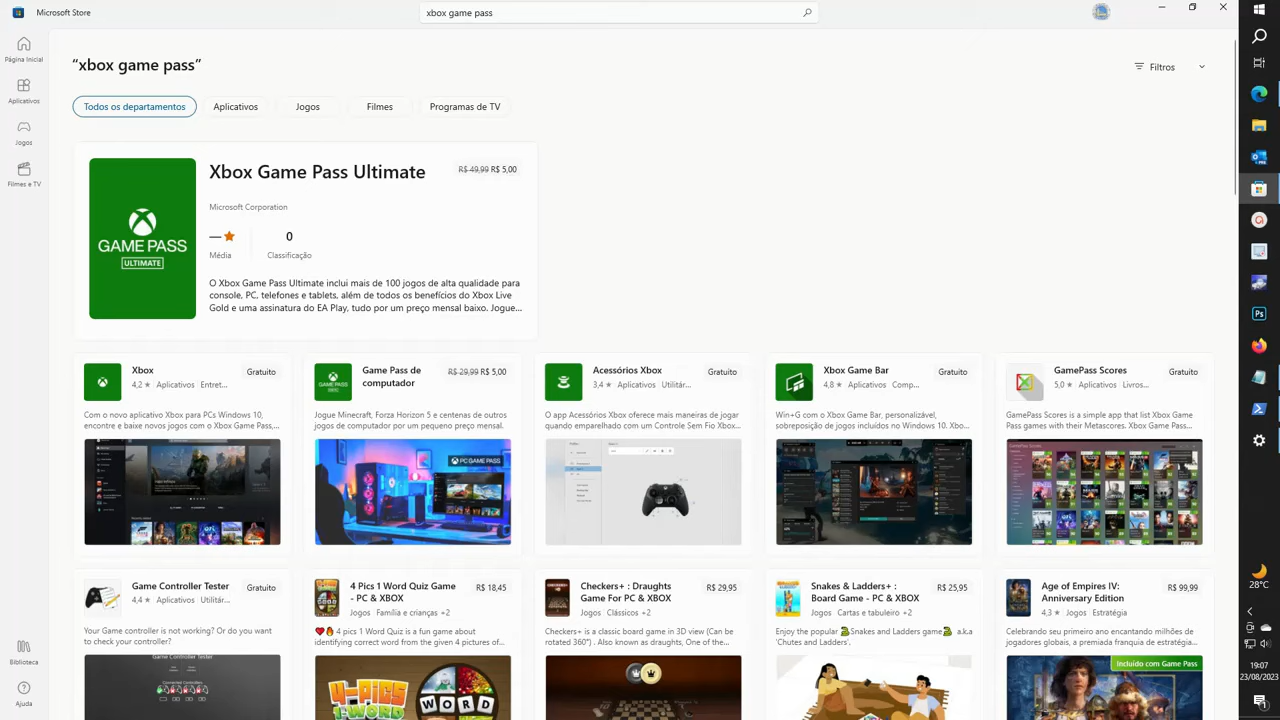 Microsoft Store
xbox game pass
Página Inicial
Aplicativos
Jogos
Filmes e TV
Biblioteca
Ajuda
“xbox game pass”
Filtros
Todos os departamentos
Aplicativos
Jogos
Filmes
Programas de TV
GAME PASS
ULTIMATE
Xbox Game Pass Ultimate
R$ 49,99 R$ 5,00
Microsoft Corporation
—★
0
Média
Classificação
O Xbox Game Pass Ultimate inclui mais de 100 jogos de alta qualidade para
console, PC, telefones e tablets, além de todos os benefícios do Xbox Live
Gold e uma assinatura do EA Play, tudo por um preço mensal baixo. Jogue...
Xbox
Gratuito
4,2 ★ Aplicativos Entret...
Com o novo aplicativo Xbox para PCs Windows 10,
encontre e baixe novos jogos com o Xbox Game Pass,...
Game Pass de
computador
R$ 29,99 R$ 5,00
Jogue Minecraft, Forza Horizon 5 e centenas de outros
jogos de computador por um pequeno preço mensal.
PC GAME PASS
Acessórios Xbox
Gratuito
3,4 ★ Aplicativos Utilitár...
O app Acessórios Xbox oferece mais maneiras de jogar
quando emparelhado com um Controle Sem Fio Xbox...
Xbox Game Bar
Gratuito
4,8 ★ Aplicativos Comp...
Win+G com o Xbox Game Bar, personalizável,
sobreposição de jogos incluídos no Windows 10. Xbo...
GamePass Scores
Gratuito
5,0 ★ Aplicativos Livros...
GamePass Scores is a simple app that list Xbox Game
Pass games with their Metascores. Xbox Game Pass...
Game Controller Tester
Gratuito
4,4 ★ Aplicativos Utilitár...
Your Game controller is not working? Or do you want
to check your controller?
Game Controller Tester
4 Pics 1 Word Quiz Game
- PC & XBOX
R$ 18,45
Jogos Família e crianças +2
❤️🔥 4 pics 1 Word Quiz is a fun game about
identifying correct word from the given 4 pictures of...
4-PICS
1 WORD
WORD
Checkers+ : Draughts
Game For PC & XBOX
R$ 29,95
Jogos Clássicos +2
Checkers+ is a classic board game in 3D view (Can be
rotated 360°) . Also known as draughts, One of the...
Snakes & Ladders+ :
Board Game - PC & XBOX
R$ 25,95
Jogos Cartas e tabuleiro +2
Enjoy the popular 🐍Snakes and Ladders game🐍 a.k.a
'Chutes and Ladders'.
Age of Empires IV:
Anniversary Edition
R$ 99,99
4,3 ★ Jogos Estratégia
Celebrando seu primeiro ano encantando milhões de
jogadores globais, a premiada franquia de estratégia...
Incluído com Game Pass
Ps
28°C
19:07
23/08/2023